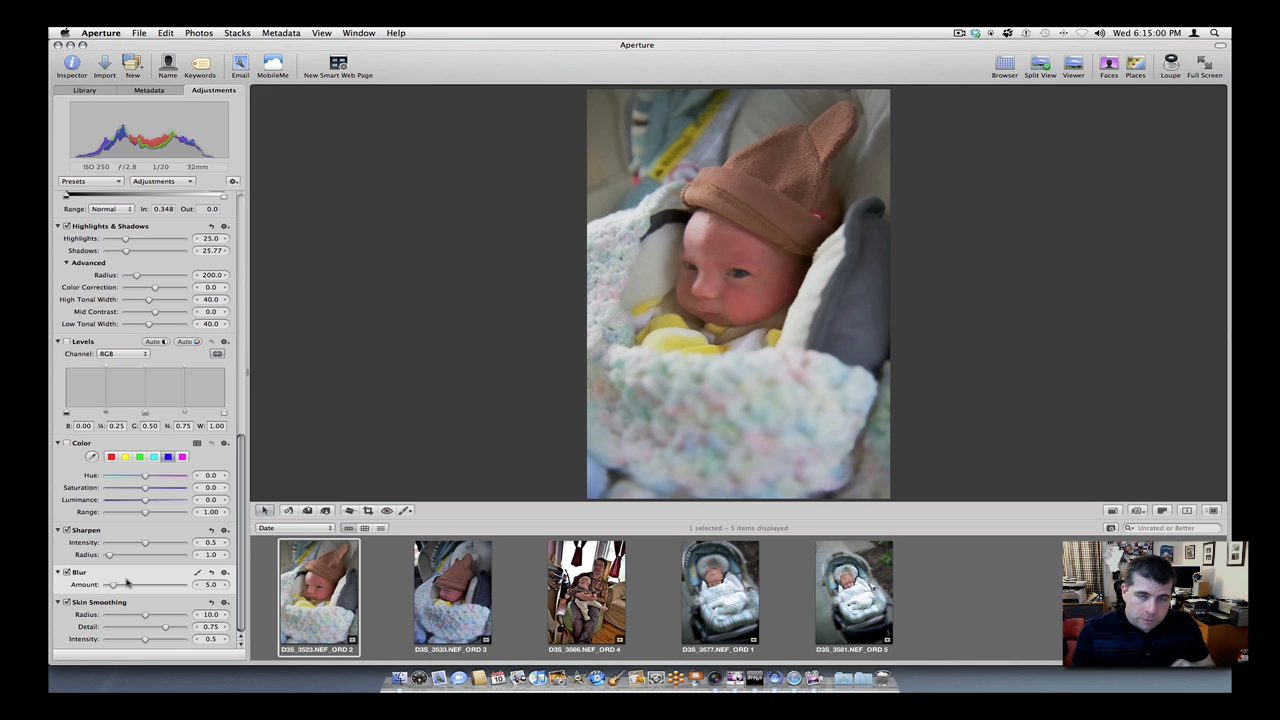 Aperture File Edit Photos Stacks Metadata View Window Help Wed 6:15:00 PM
Aperture
Inspector Import New Name Keywords Email MobileMe New Smart Web Page Browser Split View Viewer Faces Places Loupe Full Screen
Library Metadata Adjustments
ISO 250 ƒ/2.8 1/20 32mm
Presets Adjustments
Range: Normal In: 0.348 Out: 0.0
Highlights & Shadows
Highlights: 25.0
Shadows: 25.77
Advanced
Radius: 200.0
Color Correction: 0.0
High Tonal Width: 40.0
Mid Contrast: 0.0
Low Tonal Width: 40.0
Levels Auto Auto
Channel: RGB
B: 0.00 ¼: 0.25 G: 0.50 ¾: 0.75 W: 1.00
Color
Hue: 0.0
Saturation: 0.0
Luminance: 0.0
Range: 1.00
Sharpen
Intensity: 0.5
Radius: 1.0
Blur
Amount: 5.0
Skin Smoothing
Radius: 10.0
Detail: 0.75
Intensity: 0.5
Date 1 selected - 5 items displayed Unrated or Better
D3S_3523.NEF_ORD 2 D3S_3533.NEF_ORD 3 D3S_3566.NEF_ORD 4 D3S_3577.NEF_ORD 1 D3S_3581.NEF_ORD 5